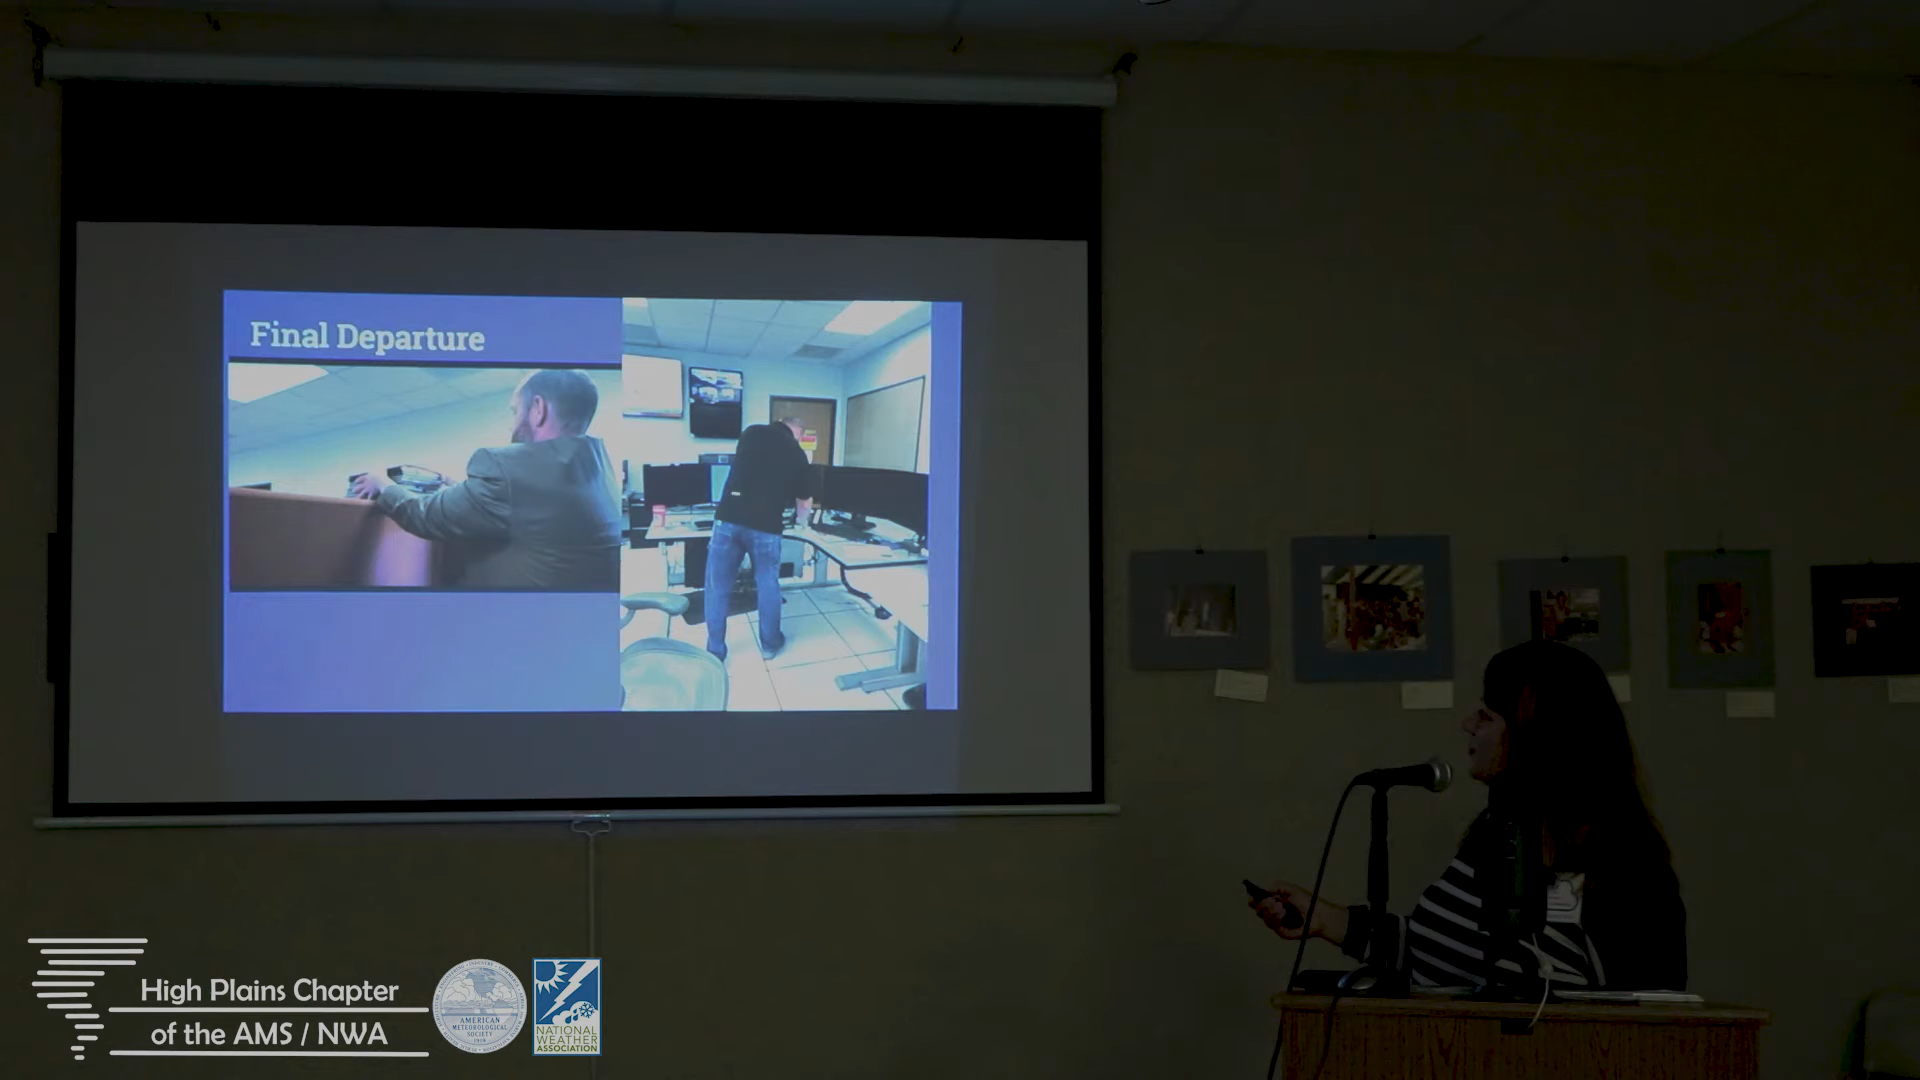 Final Departure
High Plains Chapter
of the AMS / NWA
AMERICAN
METEOROLOGICAL
SOCIETY
NATIONAL
WEATHER
ASSOCIATION